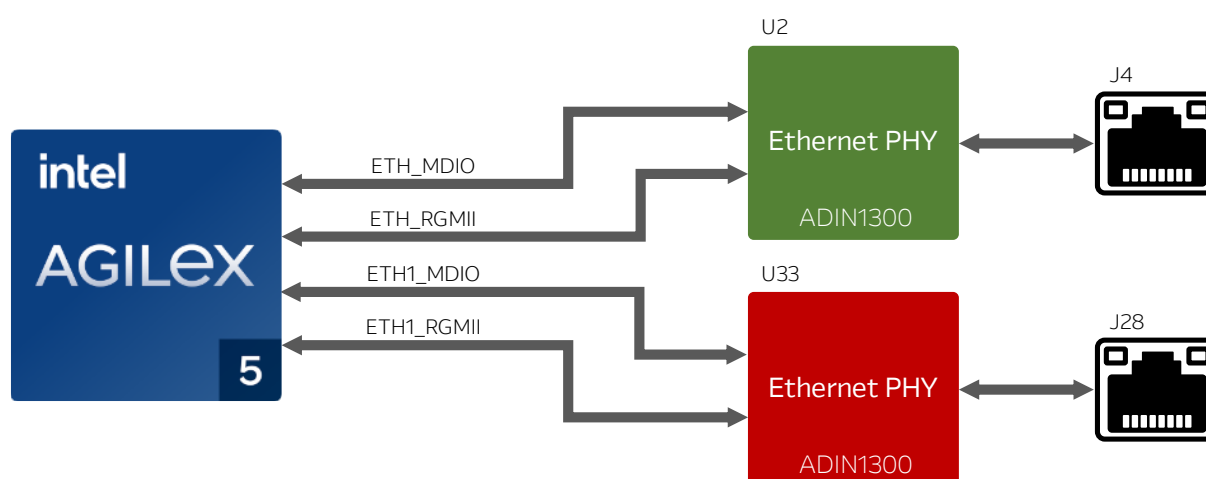 U2
J4
Ethernet PHY
ADIN1300
intel
AGILEX
5
ETH_MDIO
ETH_RGMII
ETH1_MDIO
ETH1_RGMII
U33
J28
Ethernet PHY
ADIN1300